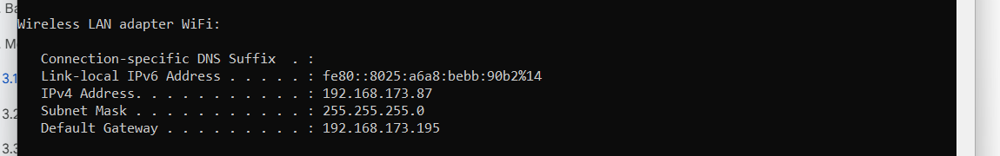 . Ba
Wireless LAN adapter WiFi:
. M
Connection-specific DNS Suffix  . :
Link-local IPv6 Address . . . . . : fe80::8025:a6a8:bebb:90b2%14
3.1
IPv4 Address. . . . . . . . . . . : 192.168.173.87
Subnet Mask . . . . . . . . . . . : 255.255.255.0
3.2
Default Gateway . . . . . . . . . : 192.168.173.195
3.3